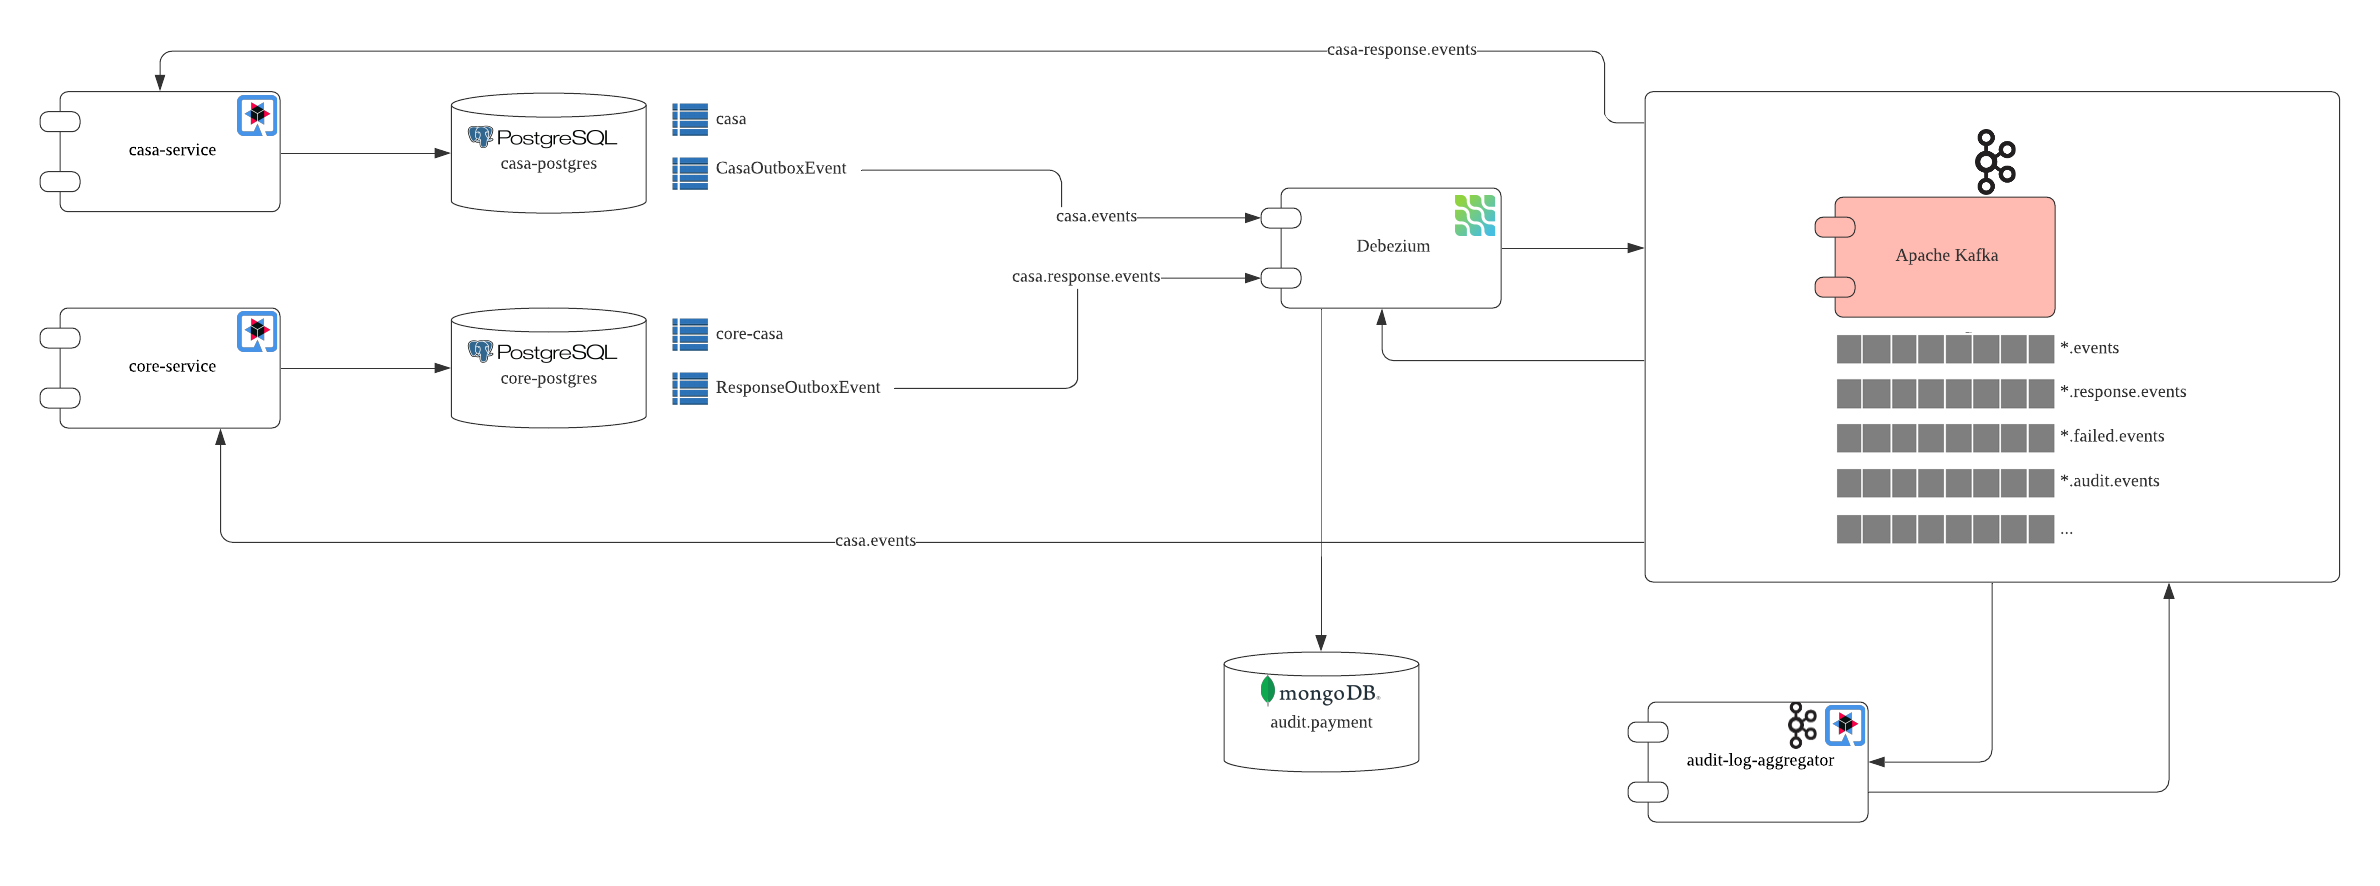 casa-response.events
casa-service
PostgreSQL
casa-postgres
casa
CasaOutboxEvent
casa.events
casa.response.events
Debezium
Apache Kafka
core-service
PostgreSQL
core-postgres
core-casa
ResponseOutboxEvent
*.events
*.response.events
*.failed.events
*.audit.events
...
casa.events
mongoDB
audit.payment
audit-log-aggregator